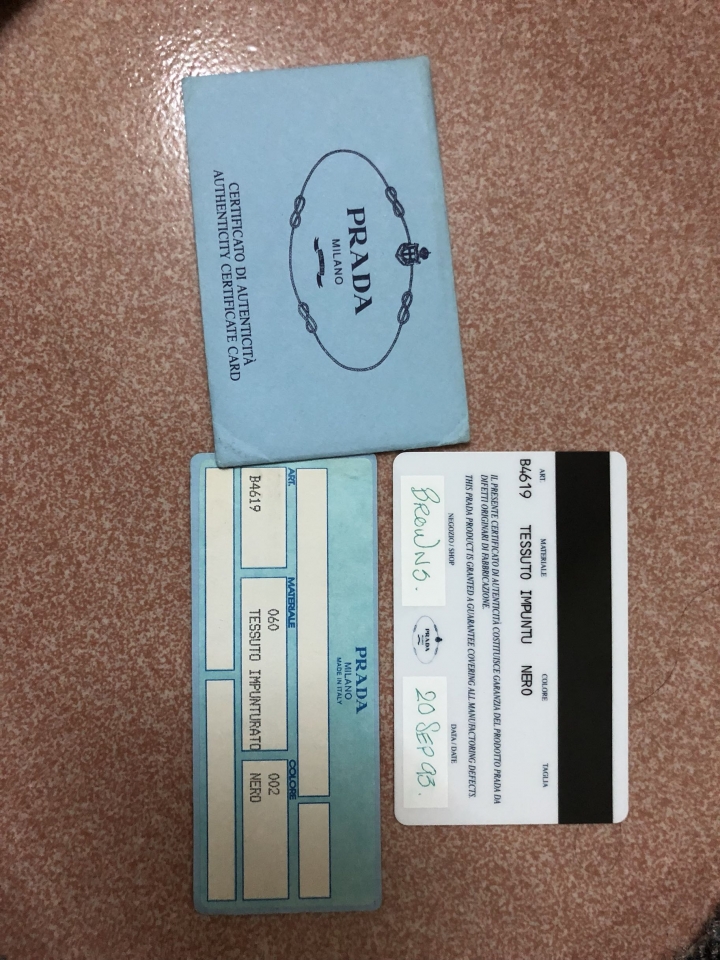 PRADA
MILANO
CERTIFICATO DI AUTENTICITÀ
AUTHENTICITY CERTIFICATE CARD
PRADA
MILANO
MADE IN ITALY
ART. MATERIALE COLORE
B4619 060 002
TESSUTO IMPUNTURATO NERO
ART. MATERIALE COLORE TAGLIA
B4619 TESSUTO IMPUNTU NERO
IL PRESENTE CERTIFICATO DI AUTENTICITÀ COSTITUISCE GARANZIA DEL PRODOTTO PRADA DA
DIFETTI ORIGINARI DI FABBRICAZIONE.
THIS PRADA PRODUCT IS GRANTED A GUARANTEE COVERING ALL MANUFACTORING DEFECTS.
NEGOZIO / SHOP DATA / DATE
BROWNS. PRADA 20 SEP 93.